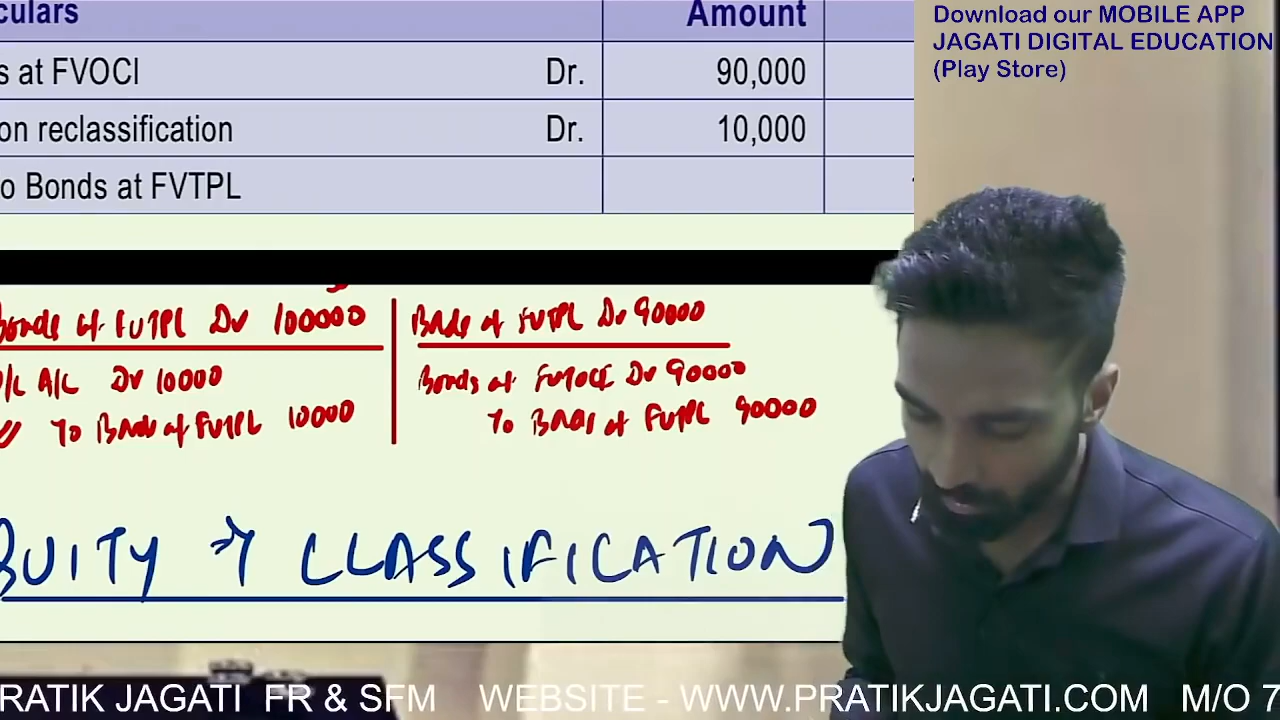 culars Amount
s at FVOCI Dr. 90,000
on reclassification Dr. 10,000
o Bonds at FVTPL
Download our MOBILE APP
JAGATI DIGITAL EDUCATION
(Play Store)
Bonds at FVTPL Dr 100000
/L A/C Dr 10000
To Bonds at FVTPL 10000
Bonds at FVTPL Dr 90000
Bonds at FVTOCI Dr 90000
To Bonds at FVTPL 90000
QUITY → CLASSIFICATION
RATIK JAGATI FR & SFM WEBSITE - WWW.PRATIKJAGATI.COM M/O 7